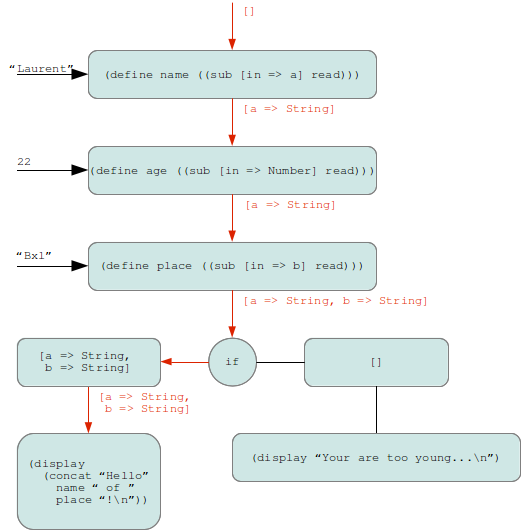 []
“Laurent”
(define name ((sub [in => a] read)))
[a => String]
22
(define age ((sub [in => Number] read)))
[a => String]
“Bxl”
(define place ((sub [in => b] read)))
[a => String, b => String]
[a => String,
b => String]
if
[]
[a => String,
b => String]
(display
(concat “Hello”
name “ of ”
place “!\n”))
(display “Your are too young...\n”)